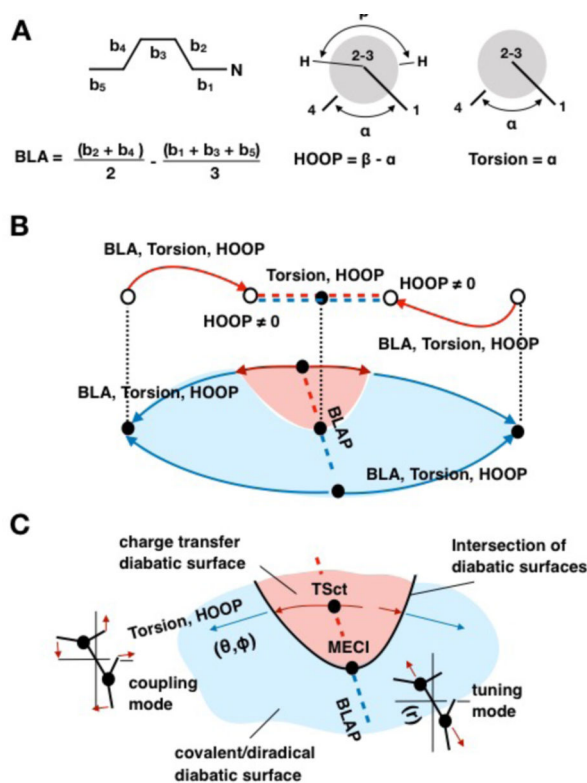 A
b4
b3
b2
b5
b1
N
BLA = (b2 + b4) / 2 - (b1 + b3 + b5) / 3
β
H
2-3
H
4
1
α
HOOP = β - α
2-3
4
1
α
Torsion = α
B
BLA, Torsion, HOOP
Torsion, HOOP
HOOP ≠ 0
HOOP ≠ 0
BLA, Torsion, HOOP
BLA, Torsion, HOOP
BLAP
BLA, Torsion, HOOP
C
charge transfer
diabatic surface
Intersection of
diabatic surfaces
TSct
Torsion, HOOP
(θ,ϕ)
MECI
coupling
mode
(r)
tuning
mode
BLAP
covalent/diradical
diabatic surface